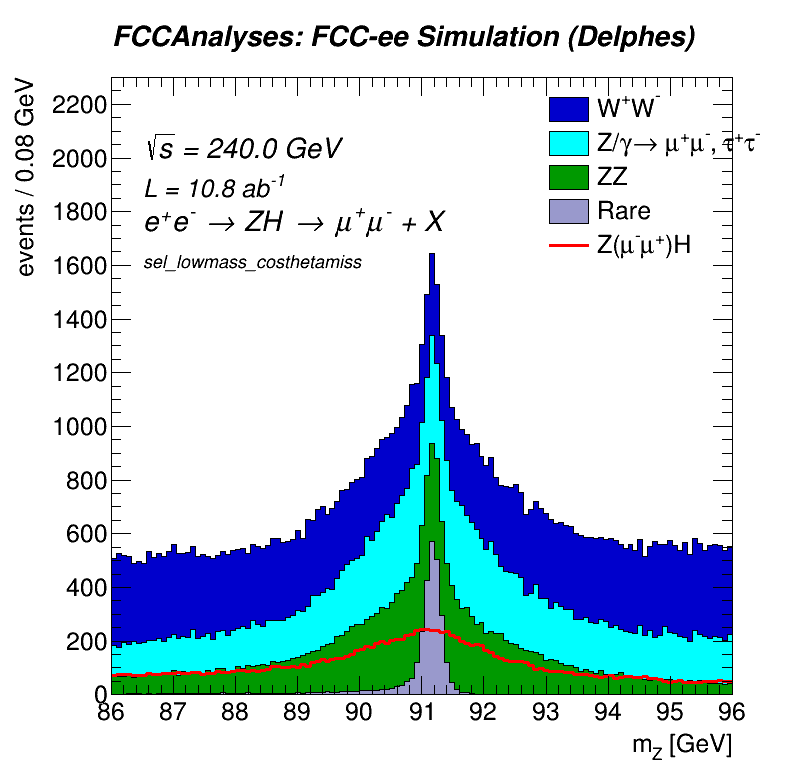 FCCAnalyses: FCC-ee Simulation (Delphes)
events / 0.08 GeV
2200
2000
1800
1600
1400
1200
1000
800
600
400
200
0
√s = 240.0 GeV
L = 10.8 ab⁻¹
e⁺e⁻ → ZH → μ⁺μ⁻ + X
sel_lowmass_costhetamiss
W⁺W⁻
Z/γ→ μ⁺μ⁻, τ⁺τ⁻
ZZ
Rare
Z(μ⁻μ⁺)H
86 87 88 89 90 91 92 93 94 95 96
m_Z [GeV]